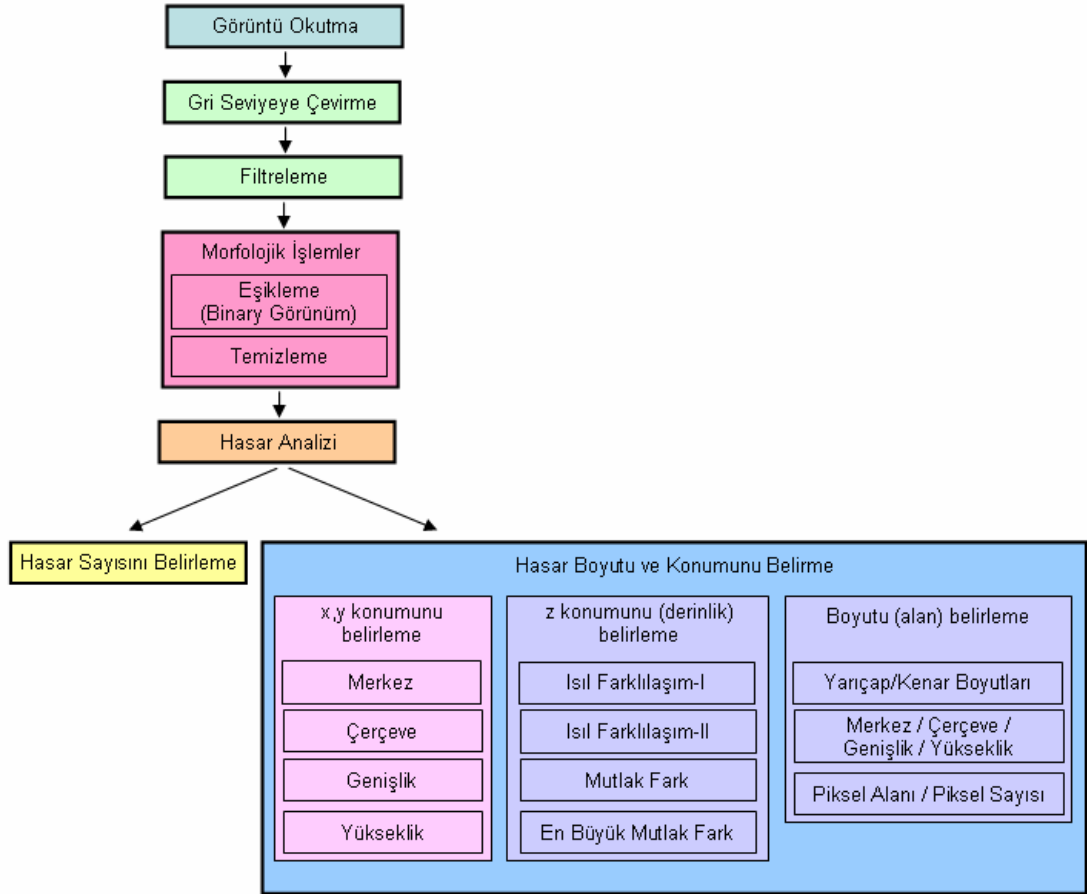 Görüntü Okutma
Gri Seviyeye Çevirme
Filtreleme
Morfolojik İşlemler
Eşikleme
(Binary Görünüm)
Temizleme
Hasar Analizi
Hasar Sayısını Belirleme
Hasar Boyutu ve Konumunu Belirme
x,y konumunu
belirleme
Merkez
Çerçeve
Genişlik
Yükseklik
z konumunu (derinlik)
belirleme
Isıl Farklılaşım-I
Isıl Farklılaşım-II
Mutlak Fark
En Büyük Mutlak Fark
Boyutu (alan) belirleme
Yarıçap/Kenar Boyutları
Merkez / Çerçeve /
Genişlik / Yükseklik
Piksel Alanı / Piksel Sayısı